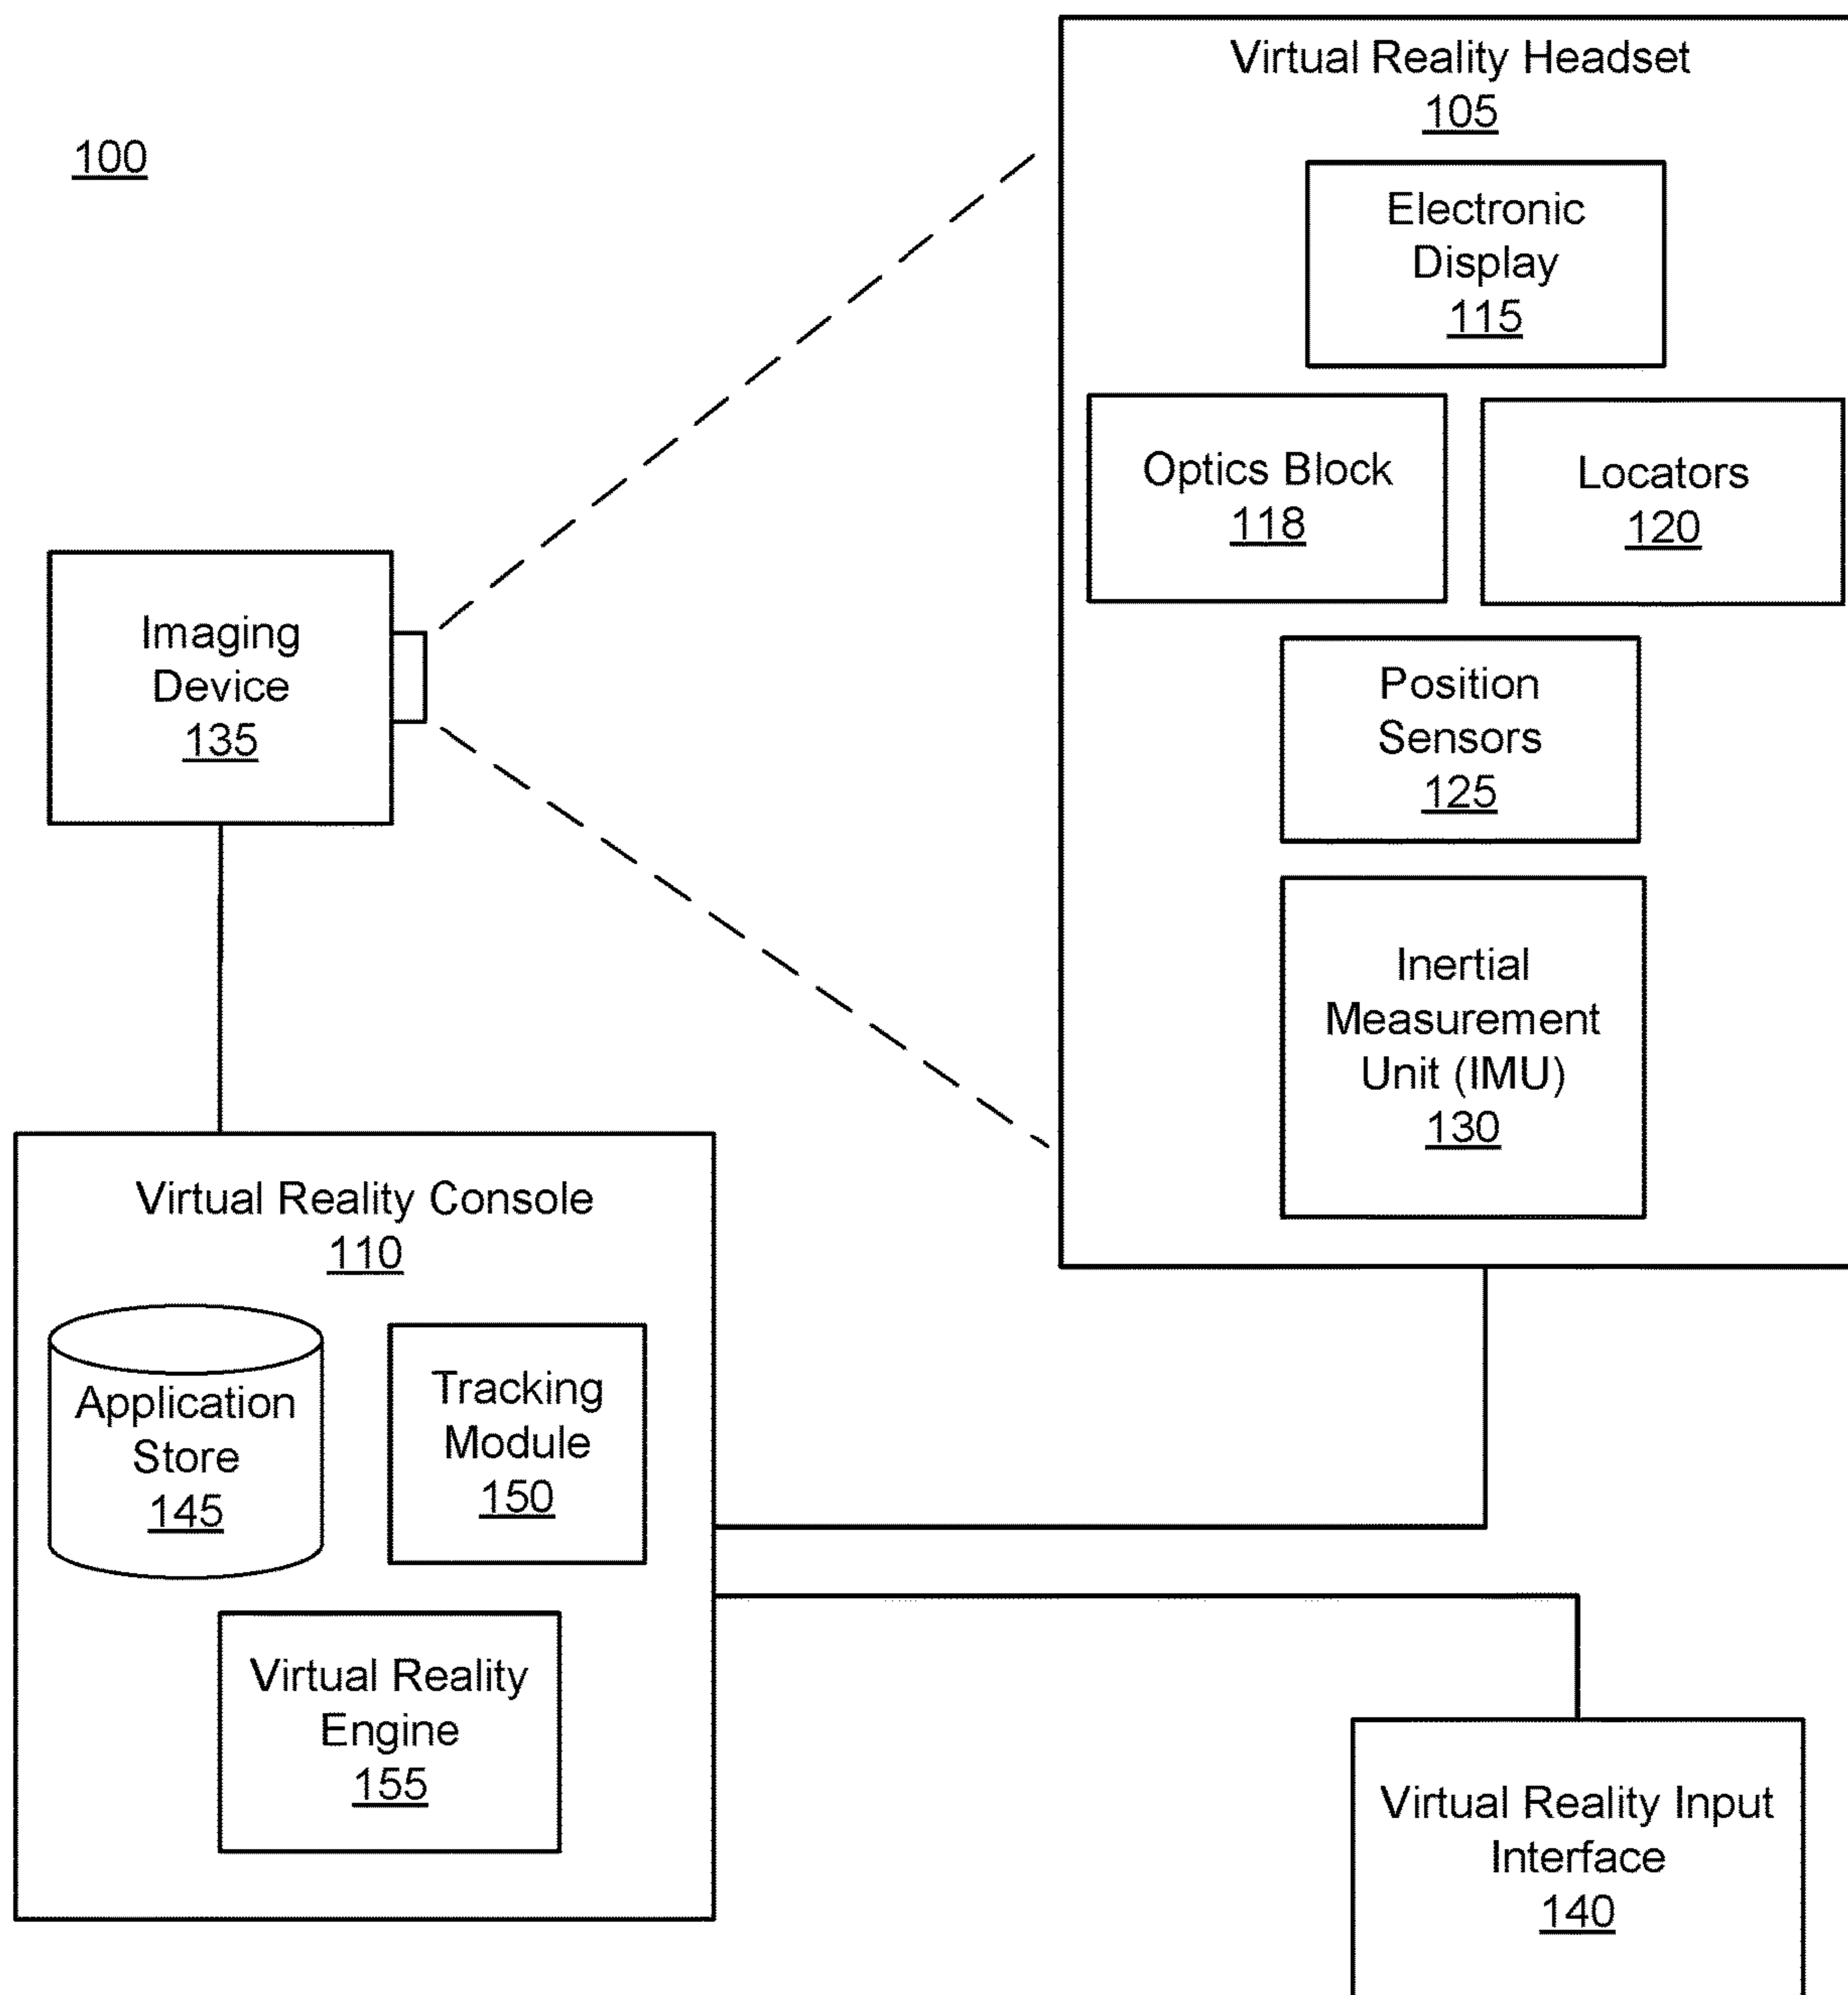 100
Virtual Reality Headset
105
Electronic
Display
115
Optics Block
118
Locators
120
Position
Sensors
125
Inertial
Measurement
Unit (IMU)
130
Imaging
Device
135
Virtual Reality Console
110
Application
Store
145
Tracking
Module
150
Virtual Reality
Engine
155
Virtual Reality Input
Interface
140